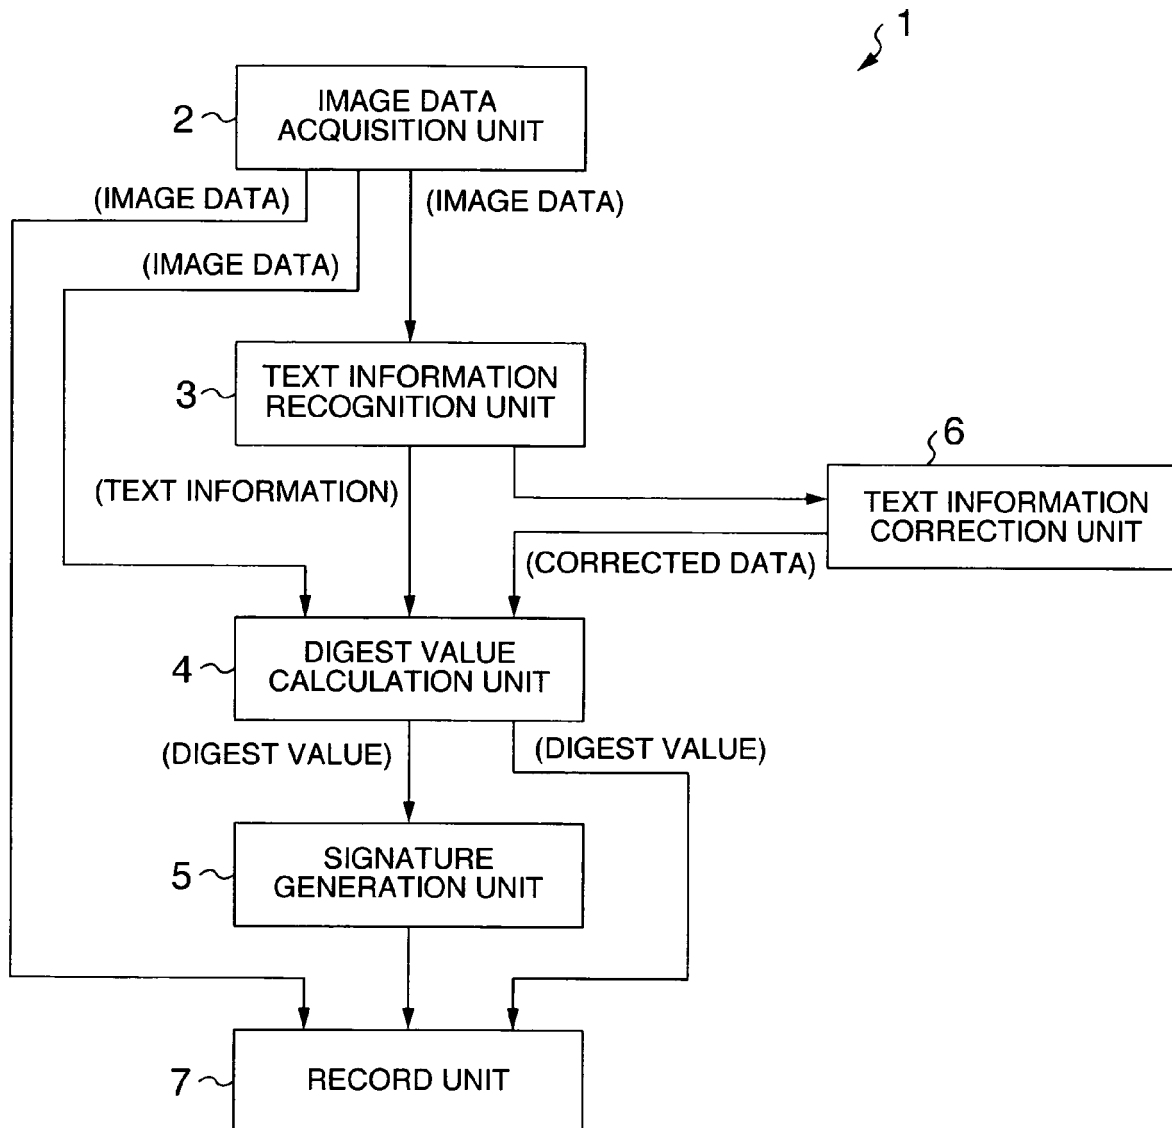 1
2
IMAGE DATA
ACQUISITION UNIT
(IMAGE DATA)
(IMAGE DATA)
(IMAGE DATA)
3
TEXT INFORMATION
RECOGNITION UNIT
6
TEXT INFORMATION
CORRECTION UNIT
(TEXT INFORMATION)
(CORRECTED DATA)
4
DIGEST VALUE
CALCULATION UNIT
(DIGEST VALUE)
(DIGEST VALUE)
5
SIGNATURE
GENERATION UNIT
7
RECORD UNIT